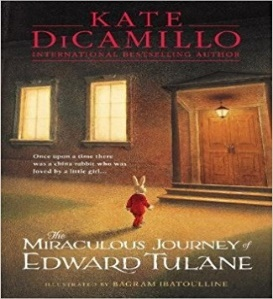 KATE
DICAMILLO
INTERNATIONAL BESTSELLING AUTHOR
Once upon a time there
was a china rabbit who was
loved by a little girl...
The
MIRACULOUS JOURNEY of
EDWARD TULANE
ILLUSTRATED BY BAGRAM IBATOULLINE